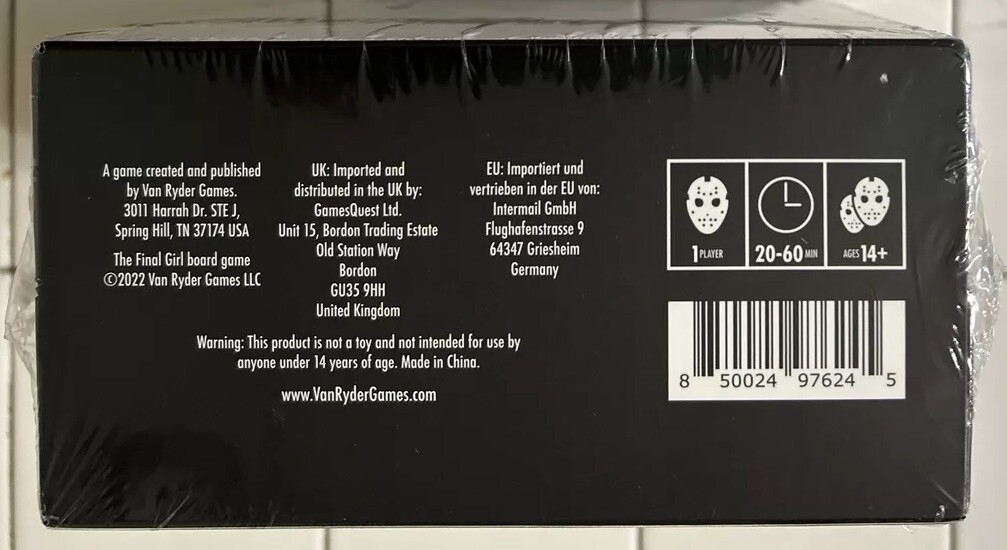 A game created and published
by Van Ryder Games.
3011 Harrah Dr. STE J,
Spring Hill, TN 37174 USA
The Final Girl board game
©2022 Van Ryder Games LLC
UK: Imported and
distributed in the UK by:
GamesQuest Ltd.
Unit 15, Bordon Trading Estate
Old Station Way
Bordon
GU35 9HH
United Kingdom
EU: Importiert und
vertrieben in der EU von:
Intermail GmbH
Flughafenstrasse 9
64347 Griesheim
Germany
Warning: This product is not a toy and not intended for use by
anyone under 14 years of age. Made in China.
www.VanRyderGames.com
1 PLAYER
20-60 MIN
AGES 14+
8 50024 97624 5